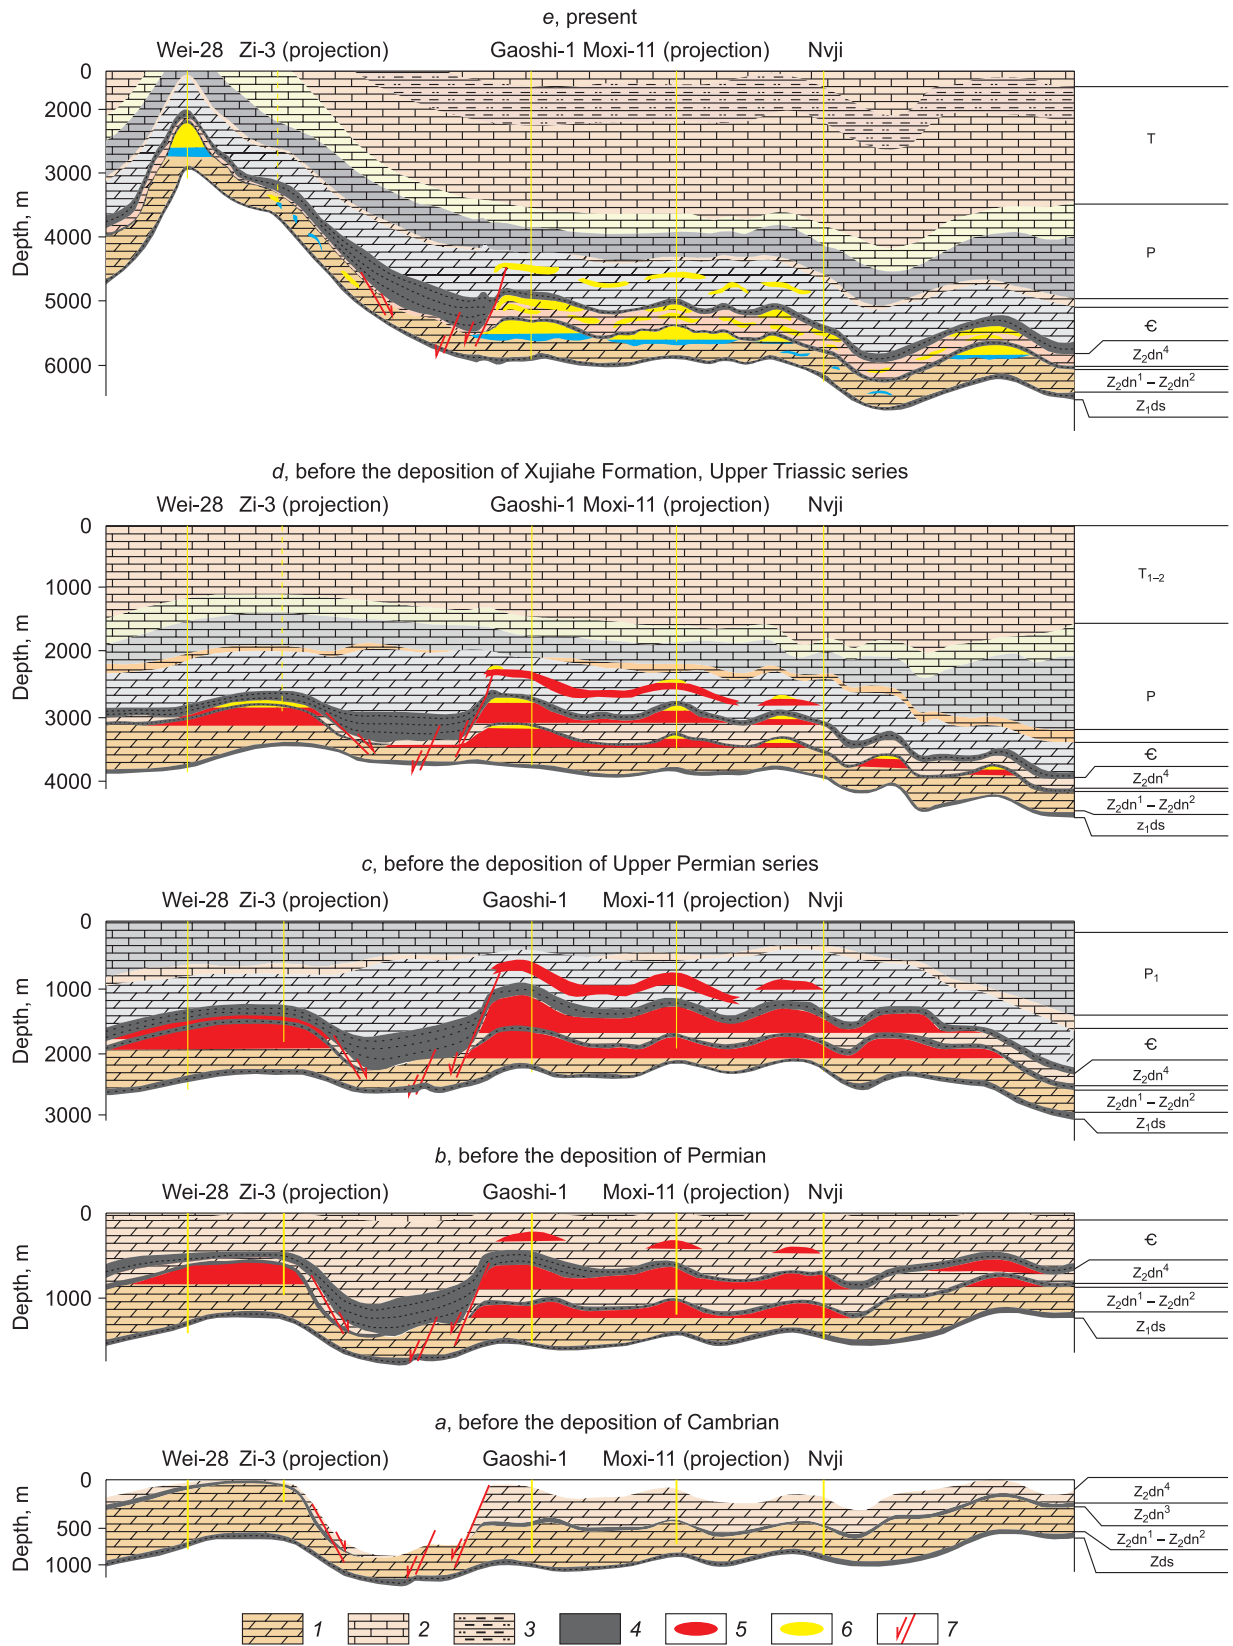 e, present
Wei-28 Zi-3 (projection) Gaoshi-1 Moxi-11 (projection) Nvji
Depth, m
0
2000
3000
4000
5000
6000
T
P
Є
Z₂dn⁴
Z₂dn¹ – Z₂dn²
Z₁ds
d, before the deposition of Xujiahe Formation, Upper Triassic series
Wei-28 Zi-3 (projection) Gaoshi-1 Moxi-11 (projection) Nvji
Depth, m
0
1000
2000
3000
4000
T₁₋₂
P
Є
Z₂dn⁴
Z₂dn¹ – Z₂dn²
z₁ds
c, before the deposition of Upper Permian series
Wei-28 Zi-3 (projection) Gaoshi-1 Moxi-11 (projection) Nvji
Depth, m
0
1000
2000
3000
P₁
Є
Z₂dn⁴
Z₂dn¹ – Z₂dn²
Z₁ds
b, before the deposition of Permian
Wei-28 Zi-3 (projection) Gaoshi-1 Moxi-11 (projection) Nvji
Depth, m
0
1000
Є
Z₂dn⁴
Z₂dn¹ – Z₂dn²
Z₁ds
a, before the deposition of Cambrian
Wei-28 Zi-3 (projection) Gaoshi-1 Moxi-11 (projection) Nvji
Depth, m
0
500
1000
Z₂dn⁴
Z₂dn³
Z₂dn¹ – Z₂dn²
Zds
1 2 3 4 5 6 7